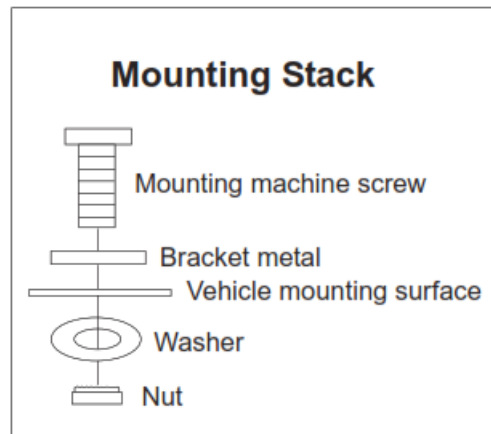 Mounting Stack
Mounting machine screw
Bracket metal
Vehicle mounting surface
Washer
Nut